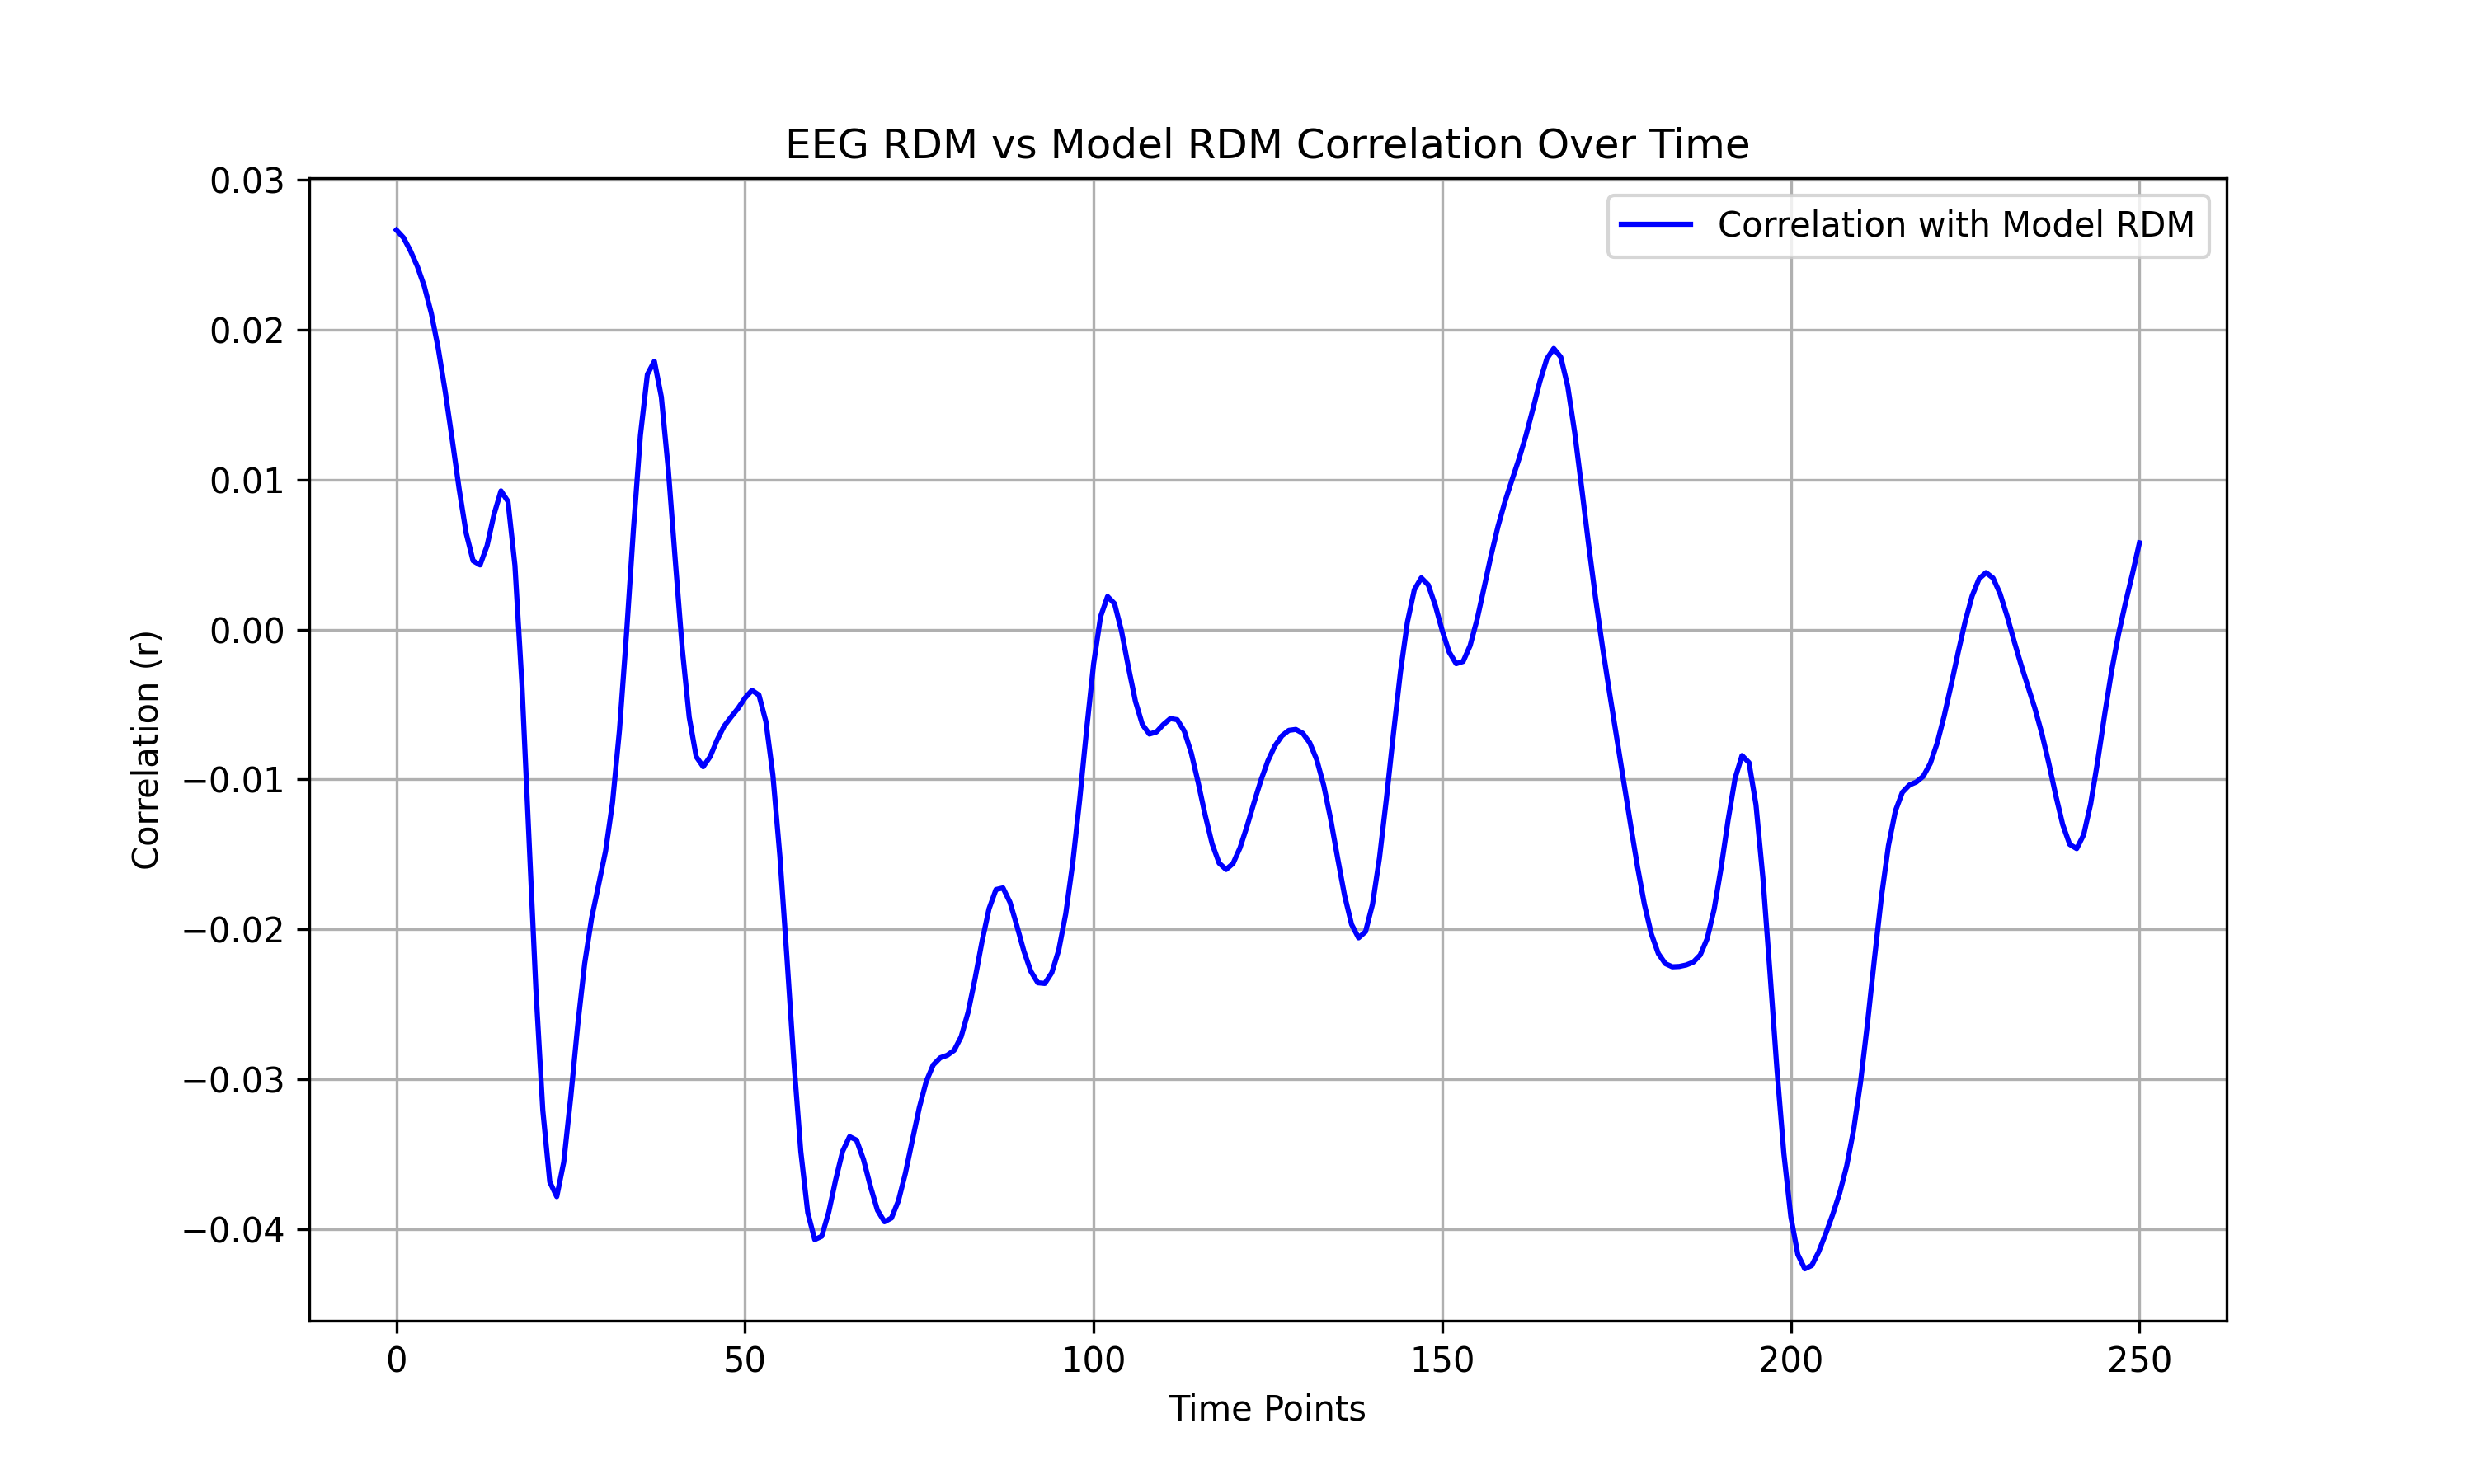 EEG RDM vs Model RDM Correlation Over Time
Correlation with Model RDM
0.03
0.02
0.01
0.00
−0.01
−0.02
−0.03
−0.04
Correlation (r)
0 50 100 150 200 250
Time Points